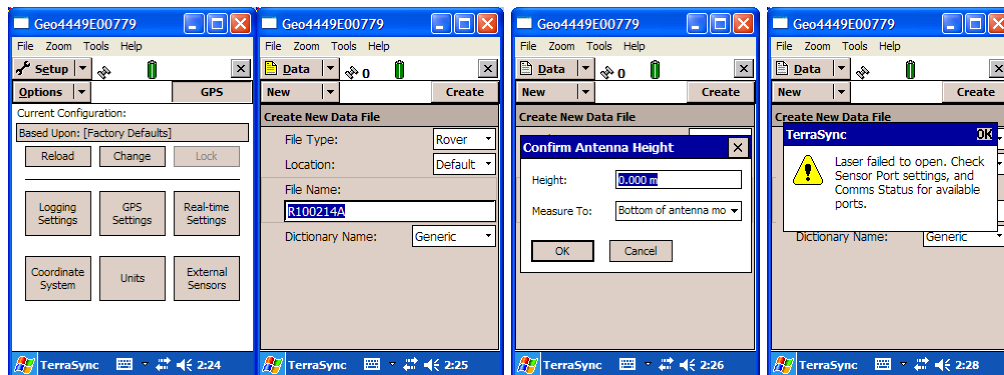 Geo4449E00779
File Zoom Tools Help
Setup
Options GPS
Current Configuration:
Based Upon: [Factory Defaults]
Reload Change Lock
Logging Settings GPS Settings Real-time Settings
Coordinate System Units External Sensors
TerraSync 2:24
Geo4449E00779
File Zoom Tools Help
Data 0
New Create
Create New Data File
File Type: Rover
Location: Default
File Name:
R100214A
Dictionary Name: Generic
TerraSync 2:25
Geo4449E00779
File Zoom Tools Help
Data 0
New Create
Create New Data File
Confirm Antenna Height
Height: 0.000 m
Measure To: Bottom of antenna mo
OK Cancel
TerraSync 2:26
Geo4449E00779
File Zoom Tools Help
Data
New Create
Create New Data File
TerraSync OK
Laser failed to open. Check
Sensor Port settings, and
Comms Status for available
ports.
Dictionary Name: Generic
TerraSync 2:28